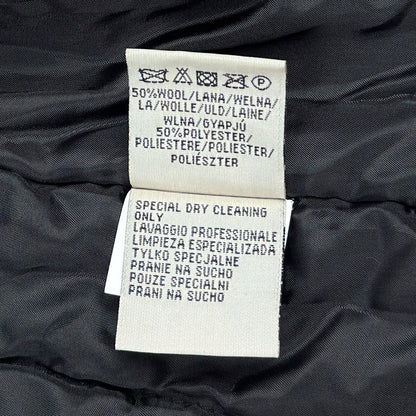 P
50%WOOL/LANA/WEŁNA/
LA/WOLLE/ULD/LAINE/
WLNA/GYAPJÚ
50%POLYESTER/
POLIESTERE/POLIESTER/
POLIÉSZTER
SPECIAL DRY CLEANING
ONLY
LAVAGGIO PROFESSIONALE
LIMPIEZA ESPECIALIZADA
TYLKO SPECJALNE
PRANIE NA SUCHO
POUZE SPECIALNI
PRANI NA SUCHO